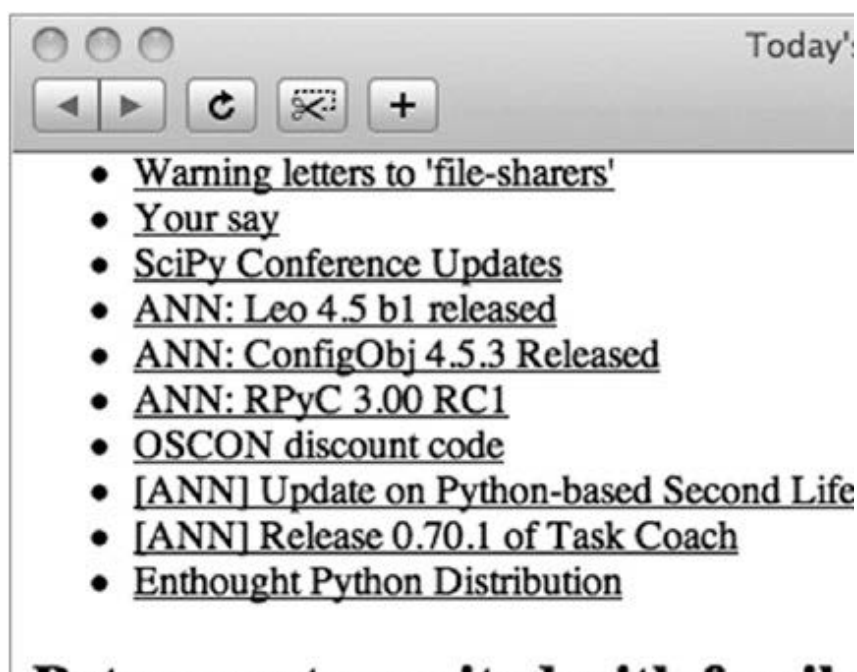 Today's
Warning letters to 'file-sharers'
Your say
SciPy Conference Updates
ANN: Leo 4.5 b1 released
ANN: ConfigObj 4.5.3 Released
ANN: RPyC 3.00 RC1
OSCON discount code
[ANN] Update on Python-based Second Life
[ANN] Release 0.70.1 of Task Coach
Enthought Python Distribution